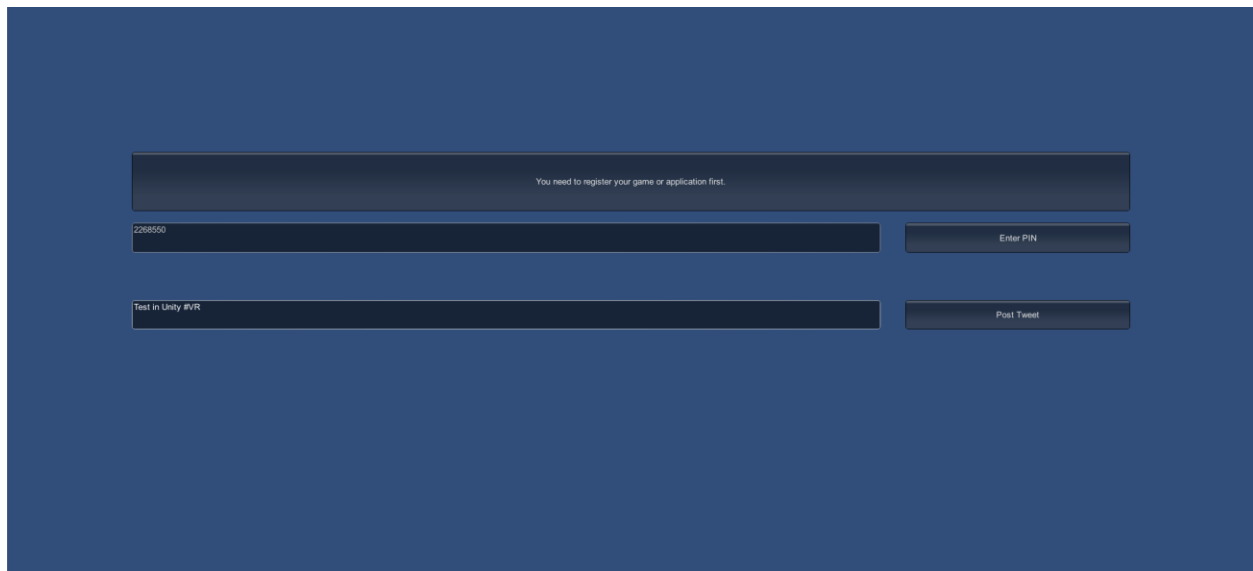 You need to register your game or application first.
2268550
Enter PIN
Test in Unity #VR
Post Tweet